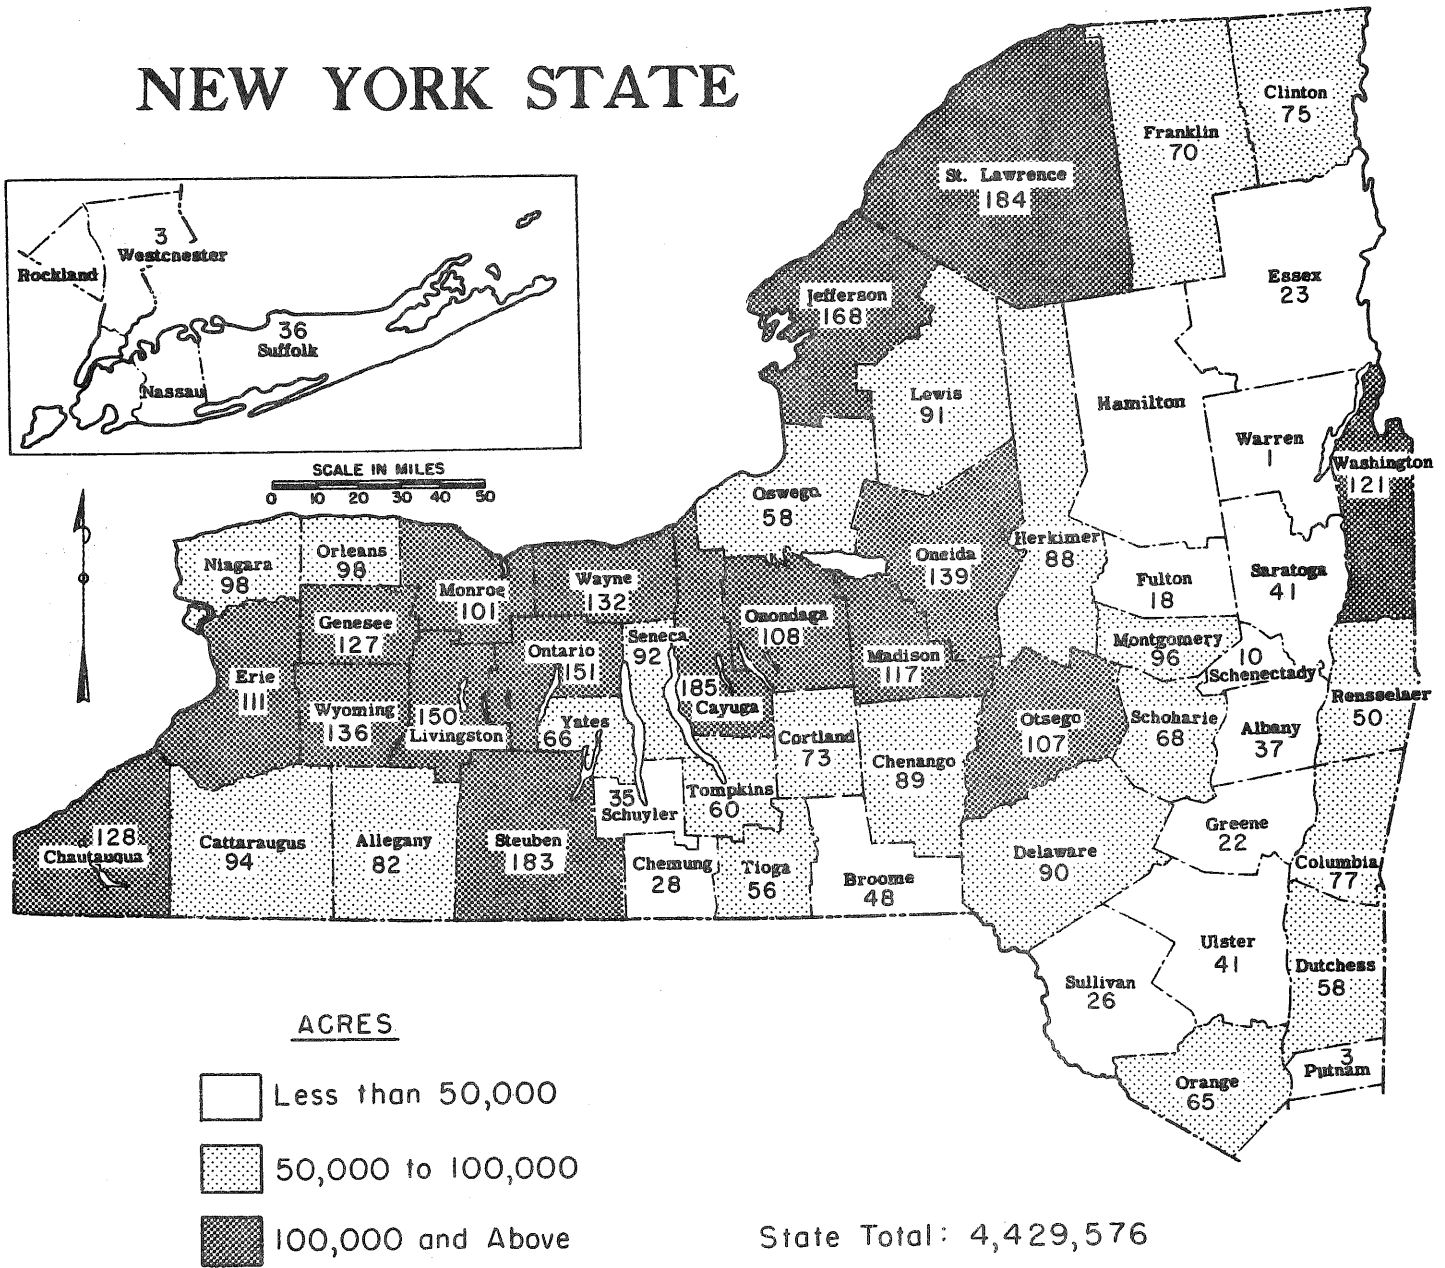 NEW YORK STATE
Clinton
75
Franklin
70
St. Lawrence
184
3
Westchester
Rockland
36
Suffolk
Nassau
Essex
23
Jefferson
168
Lewis
91
Hamilton
Warren
1
Washington
121
SCALE IN MILES
0 10 20 30 40 50
Oswego
58
Niagara
98
Orleans
98
Monroe
101
Wayne
132
Oneida
139
Herkimer
88
Fulton
18
Saratoga
41
Genesee
127
Onondaga
108
Ontario
151
Seneca
92
Madison
117
Montgomery
96
10
Schenectady
Erie
111
Wyoming
136
150
Livingston
Yates
66
185
Cayuga
Cortland
73
Otsego
107
Schoharie
68
Albany
37
Rensselaer
50
Chenango
89
Tompkins
60
35
Schuyler
128
Chautauqua
Cattaraugus
94
Allegany
82
Steuben
183
Chemung
28
Tioga
56
Broome
48
Delaware
90
Greene
22
Columbia
77
Ulster
41
Dutchess
58
Sullivan
26
3
Putnam
Orange
65
ACRES
Less than 50,000
50,000 to 100,000
100,000 and Above
State Total: 4,429,576